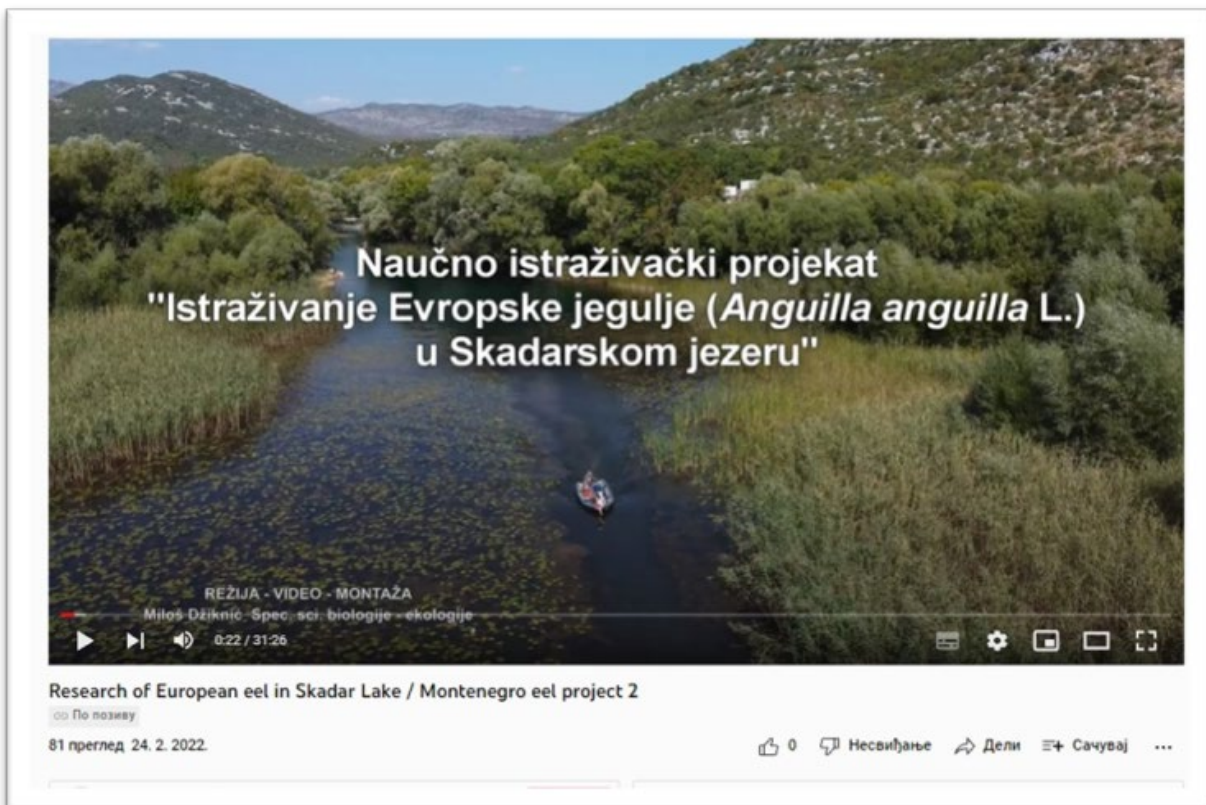 Naučno istraživački projekat
"Istraživanje Evropske jegulje (Anguilla anguilla L.)
u Skadarskom jezeru"
REŽIJA - VIDEO - MONTAŽA
Miloš Džiknić, Spec. sci. biologije - ekologije
0:22 / 31:26
Research of European eel in Skadar Lake / Montenegro eel project 2
По позиву
81 преглед 24. 2. 2022.
0 Несвиђање Дели Сачувај ...